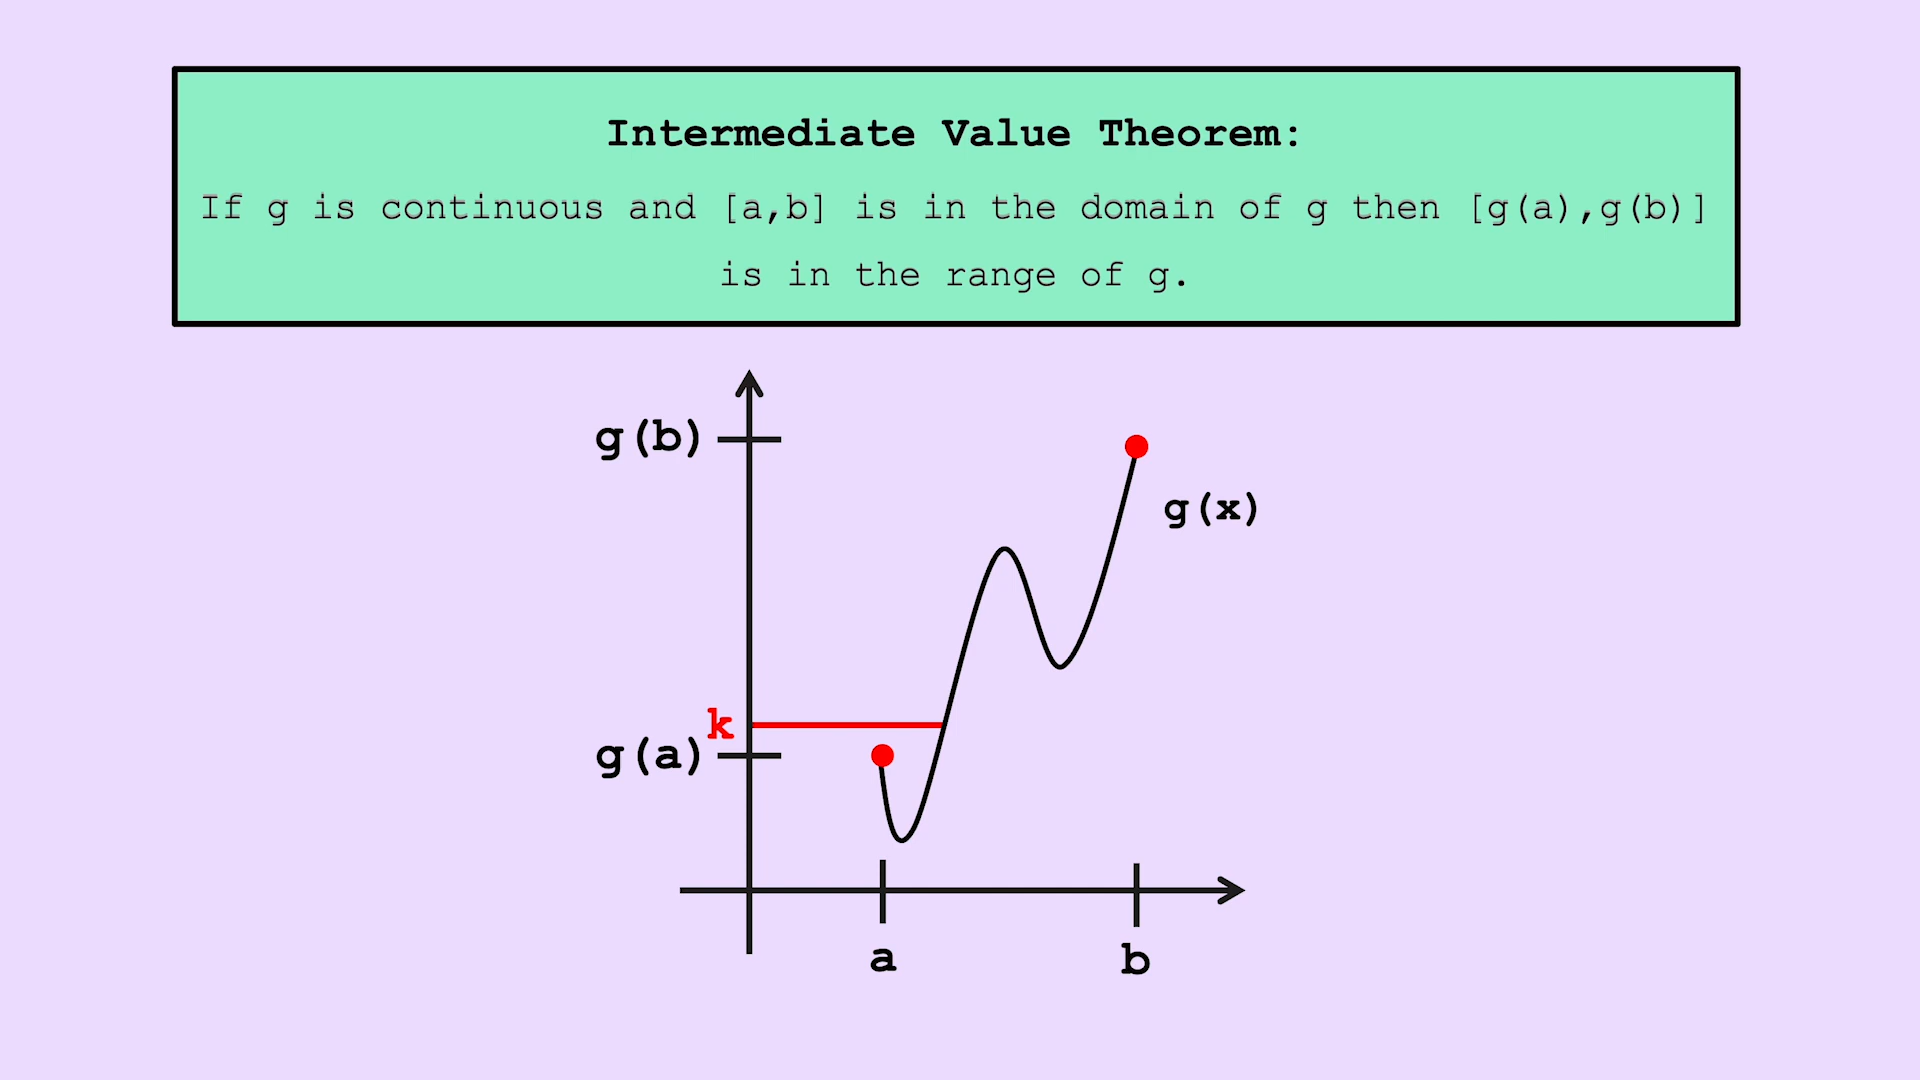 Intermediate Value Theorem:
If g is continuous and [a,b] is in the domain of g then [g(a),g(b)]
is in the range of g.
g(b)
g(x)
k
g(a)
a
b